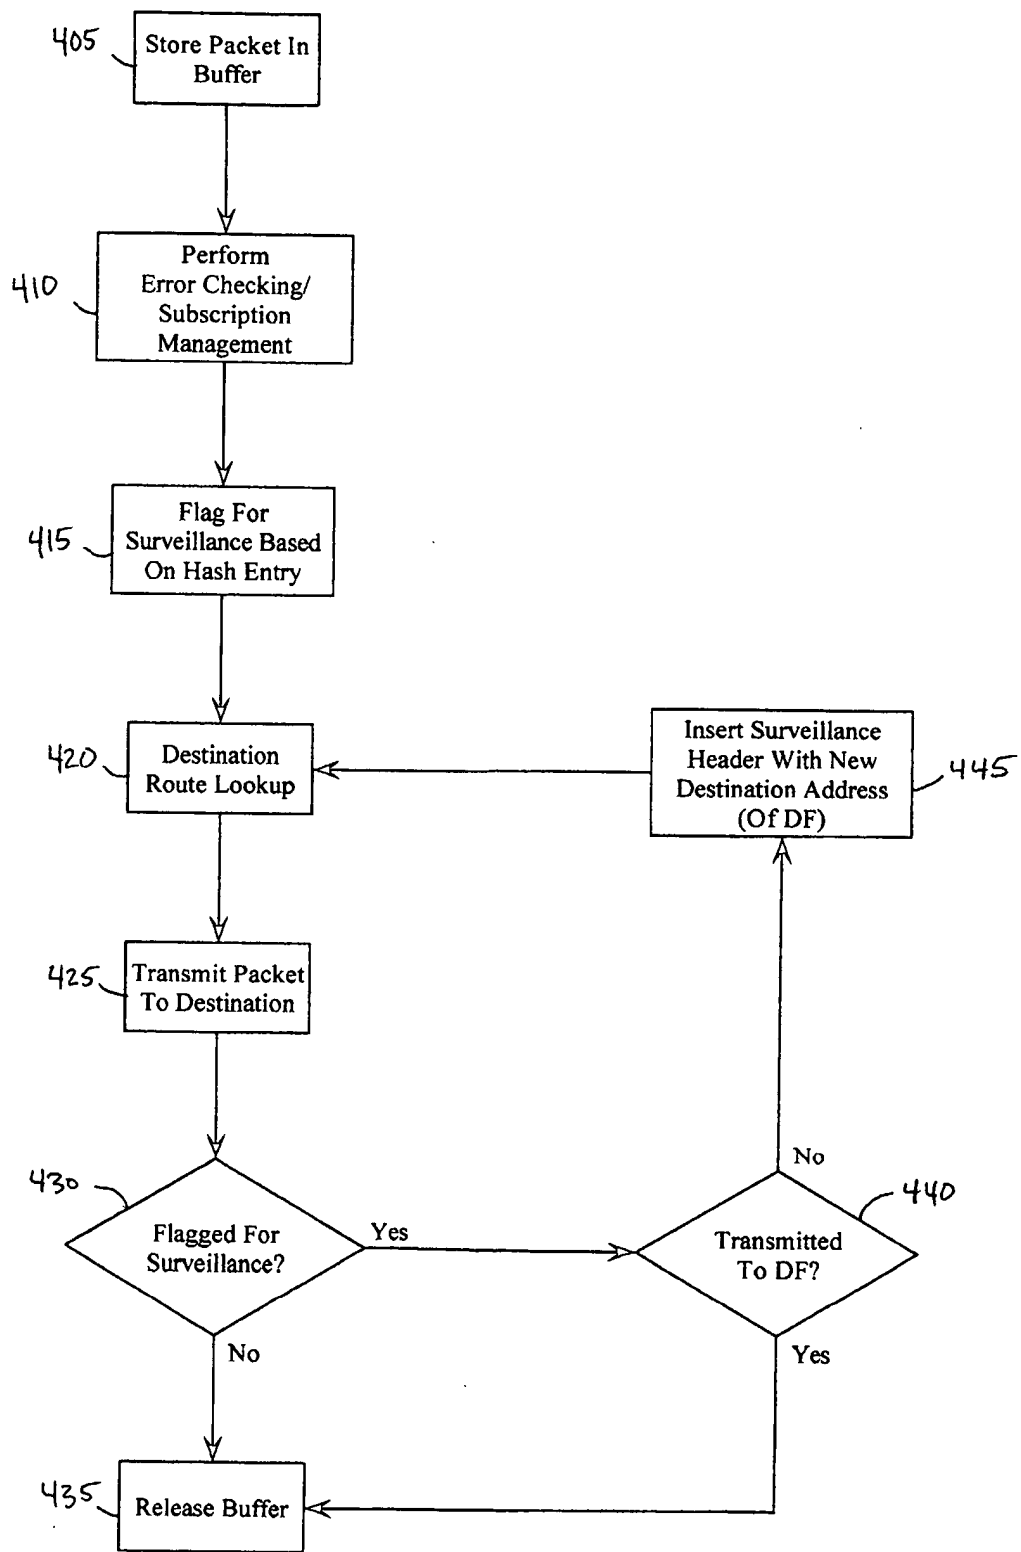 405
Store Packet In
Buffer
410
Perform
Error Checking/
Subscription
Management
415
Flag For
Surveillance Based
On Hash Entry
420
Destination
Route Lookup
Insert Surveillance
Header With New
Destination Address
(Of DF)
445
425
Transmit Packet
To Destination
430
Flagged For
Surveillance?
Yes
No
No
440
Transmitted
To DF?
Yes
435
Release Buffer